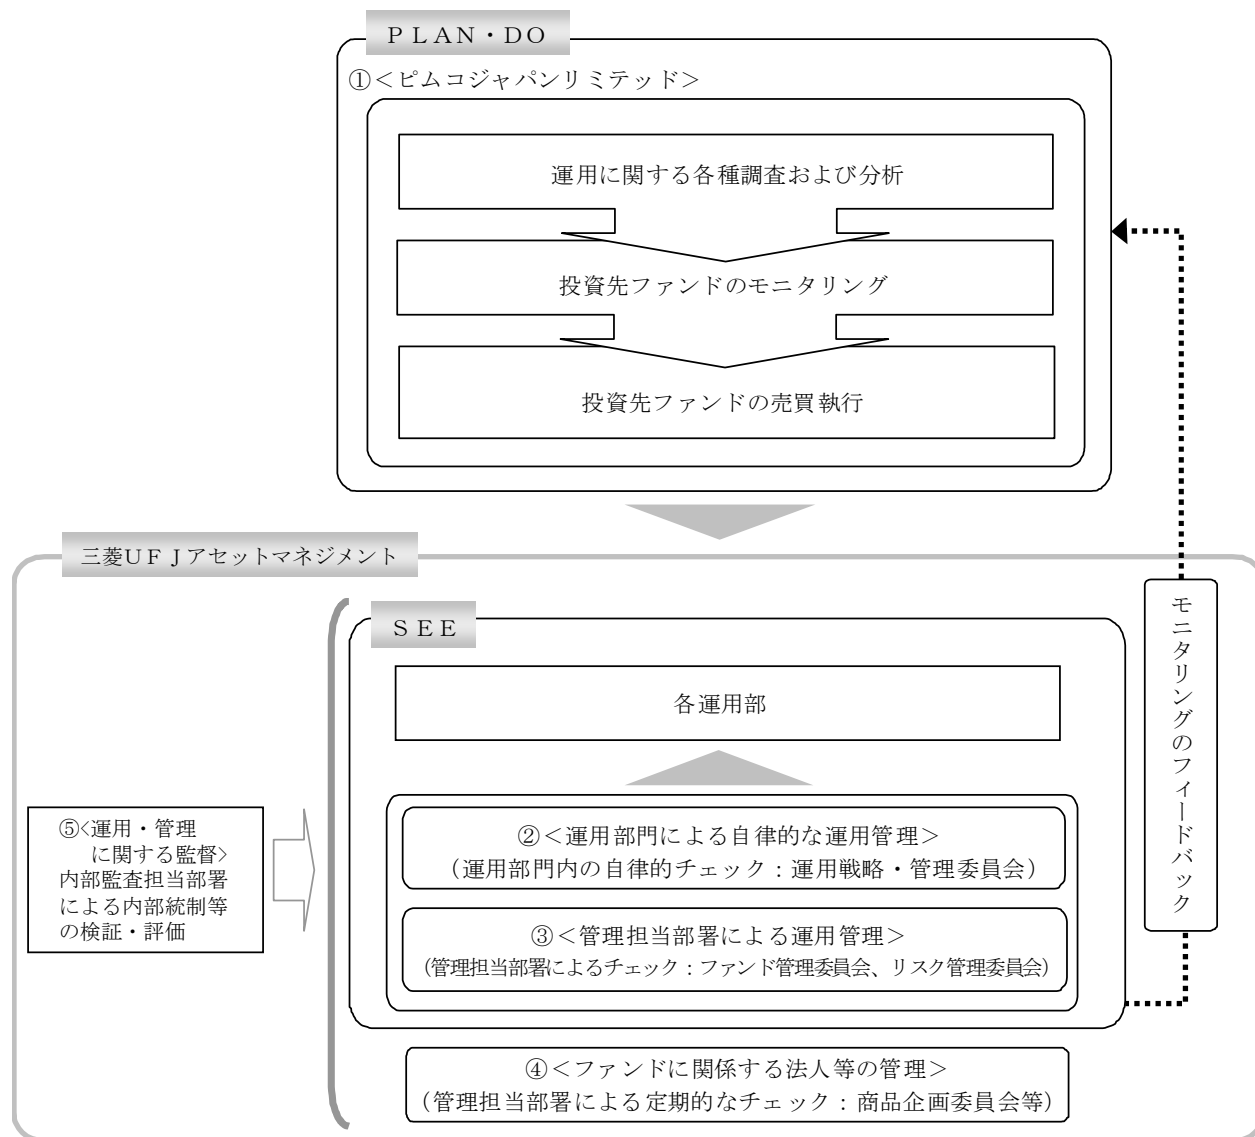 ＰＬＡＮ・ＤＯ
①＜ピムコジャパンリミテッド＞
運用に関する各種調査および分析
投資先ファンドのモニタリング
投資先ファンドの売買執行
三菱ＵＦＪアセットマネジメント
ＳＥＥ
各運用部
②＜運用部門による自律的な運用管理＞
（運用部門内の自律的チェック：運用戦略・管理委員会）
③＜管理担当部署による運用管理＞
（管理担当部署によるチェック：ファンド管理委員会、リスク管理委員会）
④＜ファンドに関係する法人等の管理＞
（管理担当部署による定期的なチェック：商品企画委員会等）
⑤<運用・管理
に関する監督>
内部監査担当部署
による内部統制等
の検証・評価
モニタリングのフィードバック